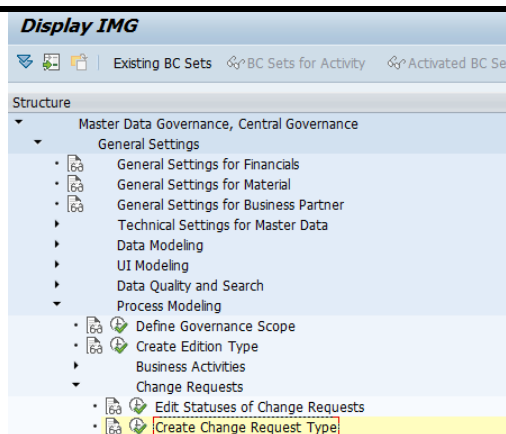 Display IMG
Existing BC Sets BC Sets for Activity Activated BC Se
Structure
Master Data Governance, Central Governance
General Settings
General Settings for Financials
General Settings for Material
General Settings for Business Partner
Technical Settings for Master Data
Data Modeling
UI Modeling
Data Quality and Search
Process Modeling
Define Governance Scope
Create Edition Type
Business Activities
Change Requests
Edit Statuses of Change Requests
Create Change Request Type